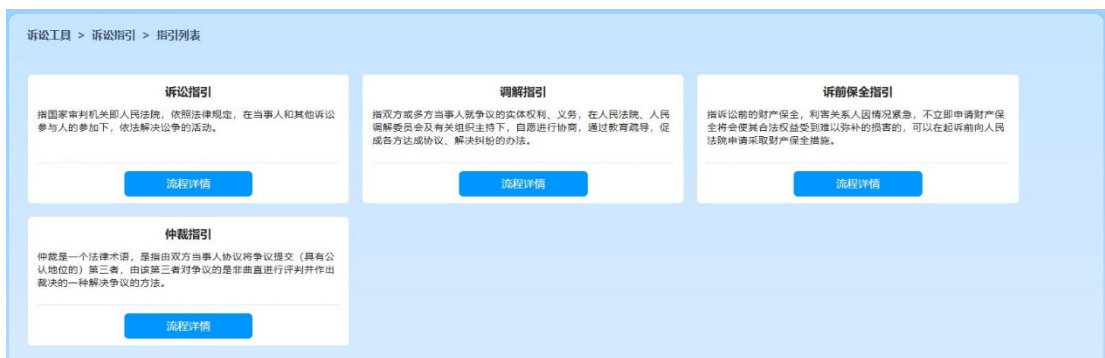 诉讼工具 > 诉讼指引 > 指引列表
诉讼指引
指国家审判机关即人民法院，依照法律规定，在当事人和其他诉讼
参与人的参加下，依法解决讼争的活动。
流程详情
调解指引
指双方或多方当事人就争议的实体权利、义务，在人民法院、人民
调解委员会及有关组织主持下，自愿进行协商，通过教育疏导，促
成各方达成协议、解决纠纷的办法。
流程详情
诉前保全指引
指诉讼前的财产保全，利害关系人因情况紧急，不立即申请财产保
全将会使其合法权益受到难以弥补的损害的，可以在起诉前向人民
法院申请采取财产保全措施。
流程详情
仲裁指引
仲裁是一个法律术语，是指由双方当事人协议将争议提交（具有公
认地位的）第三者，由该第三者对争议的是非曲直进行评判并作出
裁决的一种解决争议的方法。
流程详情